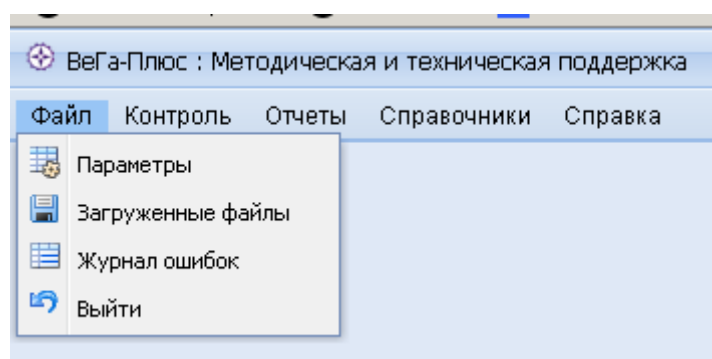 ВеГа-Плюс : Методическая и техническая поддержка
Файл Контроль Отчеты Справочники Справка
Параметры
Загруженные файлы
Журнал ошибок
Выйти